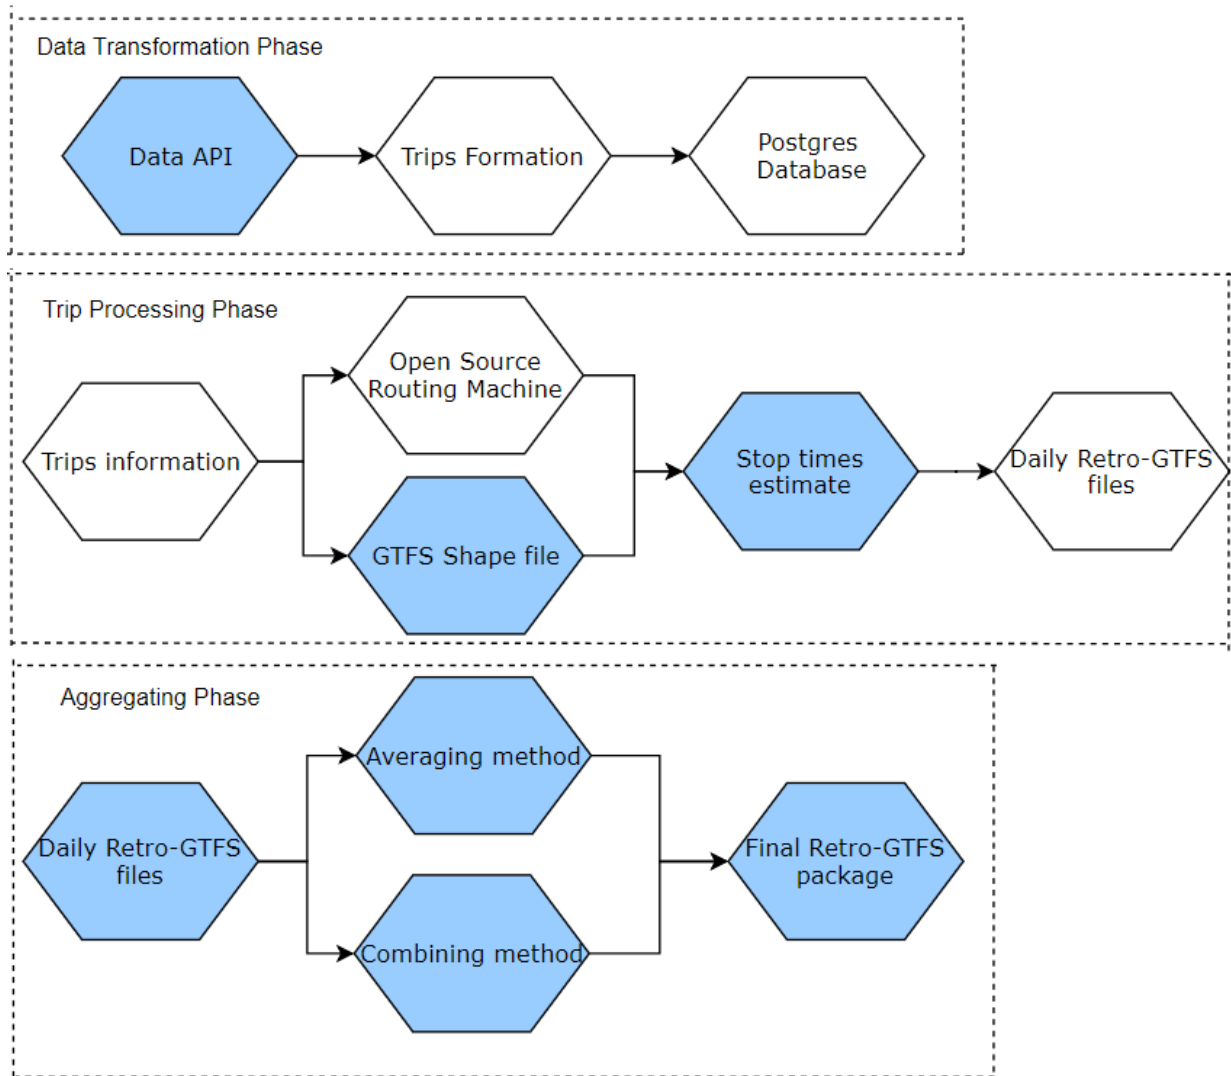 Data Transformation Phase
Data API
Trips Formation
Postgres
Database
Trip Processing Phase
Open Source
Routing Machine
Trips information
GTFS Shape file
Stop times
estimate
Daily Retro-GTFS
files
Aggregating Phase
Averaging method
Daily Retro-GTFS
files
Combining method
Final Retro-GTFS
package